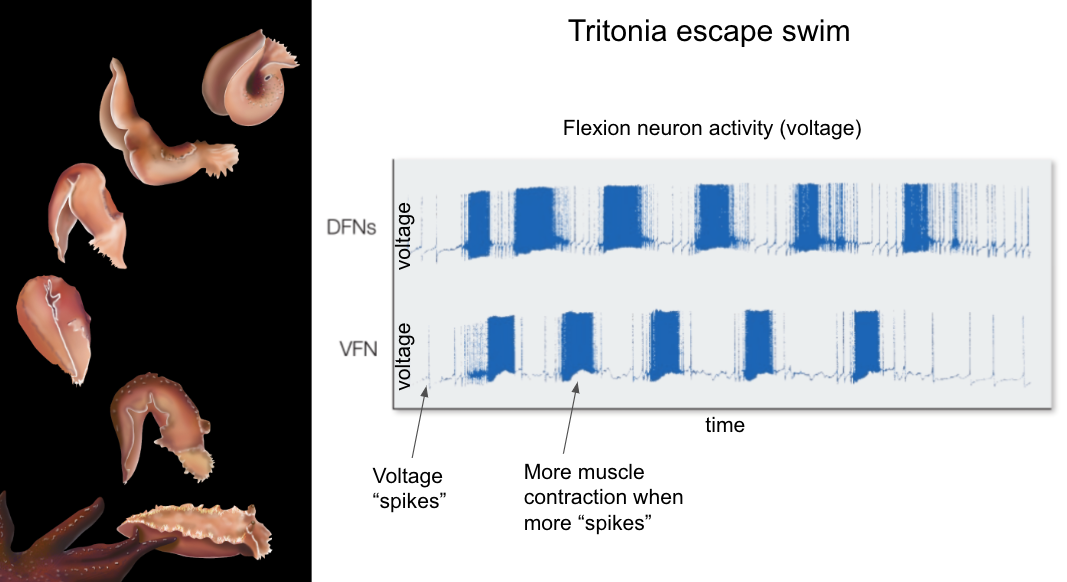 Tritonia escape swim
Flexion neuron activity (voltage)
DFNs
voltage
VFN
voltage
time
Voltage
“spikes”
More muscle
contraction when
more “spikes”